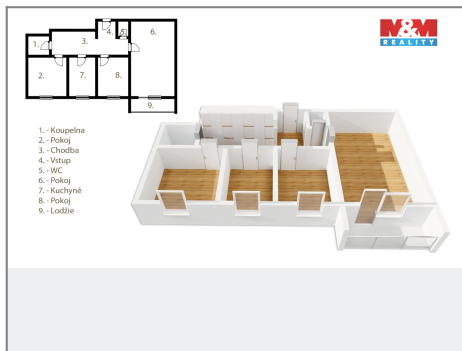 4.
5.
6.
1.
3.
2.
7.
8.
9.
M&M
REALITY
1. - Koupelna
2. - Pokoj
3. - Chodba
4. - Vstup
5. - WC
6. - Pokoj
7. - Kuchyně
8. - Pokoj
9. - Lodžie